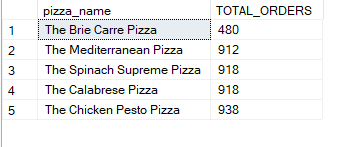 pizza_name TOTAL_ORDERS
1 The Brie Carre Pizza 480
2 The Mediterranean Pizza 912
3 The Spinach Supreme Pizza 918
4 The Calabrese Pizza 918
5 The Chicken Pesto Pizza 938